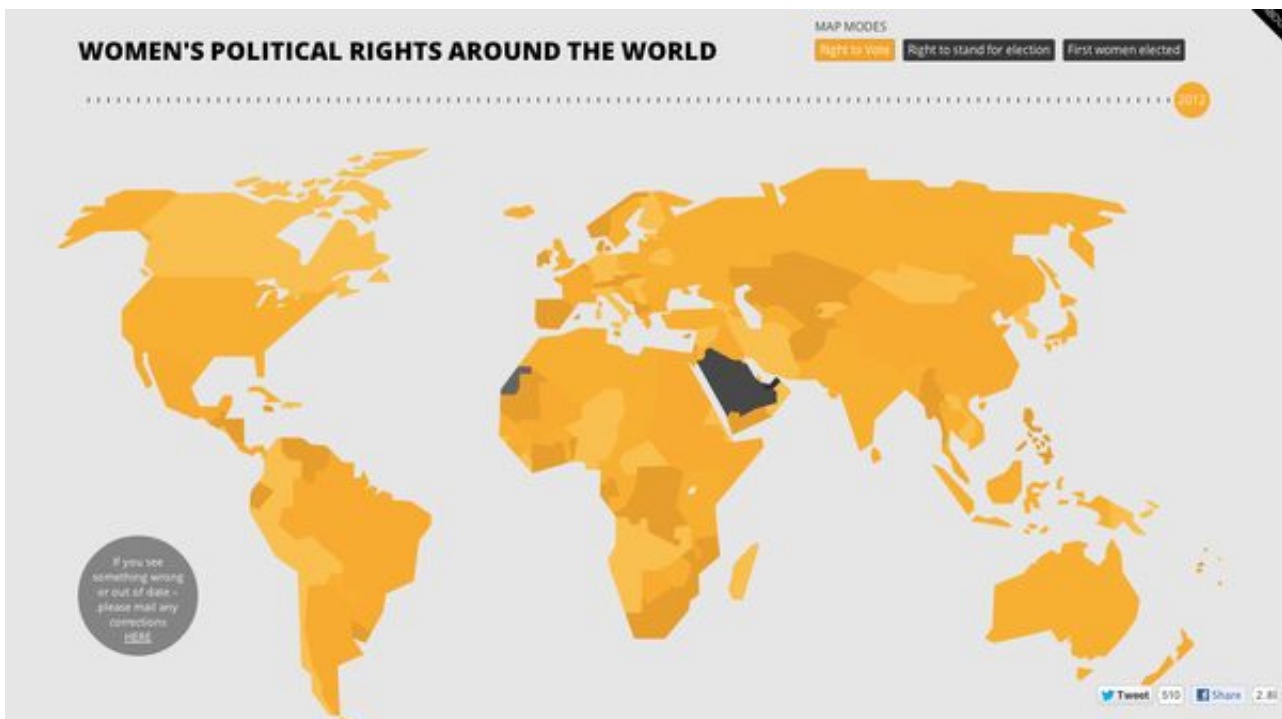 MAP MODES
WOMEN'S POLITICAL RIGHTS AROUND THE WORLD
Right to Vote
Right to stand for election
First women elected
If you see
something wrong
or out of date –
please mail any
corrections
HERE
Tweet
510
Share